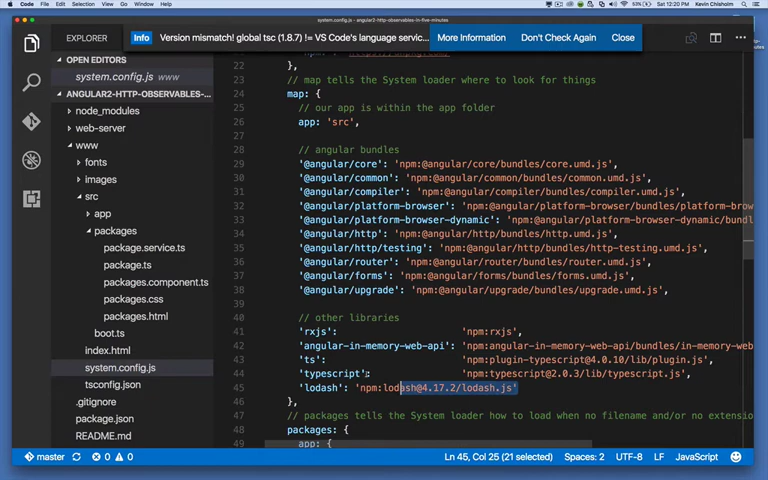 Code File Edit Selection View Go Window Help
53% Sat 12:20 PM Kevin Chisholm
system.config.js - angular2-http-observables-in-five-minutes
EXPLORER
Info Version mismatch! global tsc (1.8.7) != VS Code's language servic... More Information Don't Check Again Close
OPEN EDITORS
system.config.js www
ANGULAR2-HTTP-OBSERVABLES-...
node_modules
web-server
www
fonts
images
src
app
packages
package.service.ts
package.ts
packages.component.ts
packages.css
packages.html
boot.ts
index.html
system.config.js
tsconfig.json
.gitignore
package.json
README.md
22 },
23 // map tells the System loader where to look for things
24 map: {
25 // our app is within the app folder
26 app: 'src',
27
28 // angular bundles
29 '@angular/core': 'npm:@angular/core/bundles/core.umd.js',
30 '@angular/common': 'npm:@angular/common/bundles/common.umd.js',
31 '@angular/compiler': 'npm:@angular/compiler/bundles/compiler.umd.js',
32 '@angular/platform-browser': 'npm:@angular/platform-browser/bundles/platform-brow
33 '@angular/platform-browser-dynamic': 'npm:@angular/platform-browser-dynamic/bundl
34 '@angular/http': 'npm:@angular/http/bundles/http.umd.js',
35 '@angular/http/testing': 'npm:@angular/http/bundles/http-testing.umd.js',
36 '@angular/router': 'npm:@angular/router/bundles/router.umd.js',
37 '@angular/forms': 'npm:@angular/forms/bundles/forms.umd.js',
38 '@angular/upgrade': 'npm:@angular/upgrade/bundles/upgrade.umd.js',
39
40 // other libraries
41 'rxjs': 'npm:rxjs',
42 'angular-in-memory-web-api': 'npm:angular-in-memory-web-api/bundles/in-memory-web
43 'ts': 'npm:plugin-typescript@4.0.10/lib/plugin.js',
44 'typescript': 'npm:typescript@2.0.3/lib/typescript.js',
45 'lodash': 'npm:lodash@4.17.2/lodash.js'
46 },
47 // packages tells the System loader how to load when no filename and/or no extensio
48 packages: {
49 app: {
master 0 0 Ln 45, Col 25 (21 selected) Spaces: 2 UTF-8 LF JavaScript